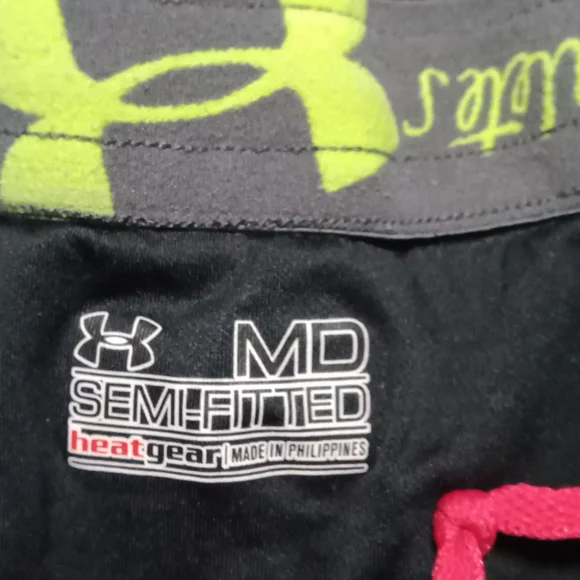 MD
SEMI-FITTED
heatgear | MADE IN PHILIPPINES